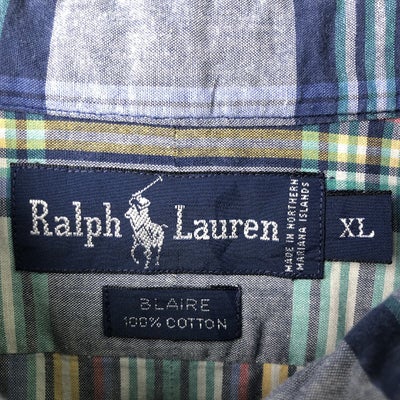 Ralph Lauren
MADE IN NORTHERN
MARIANA ISLANDS
XL
BLAIRE
100% COTTON